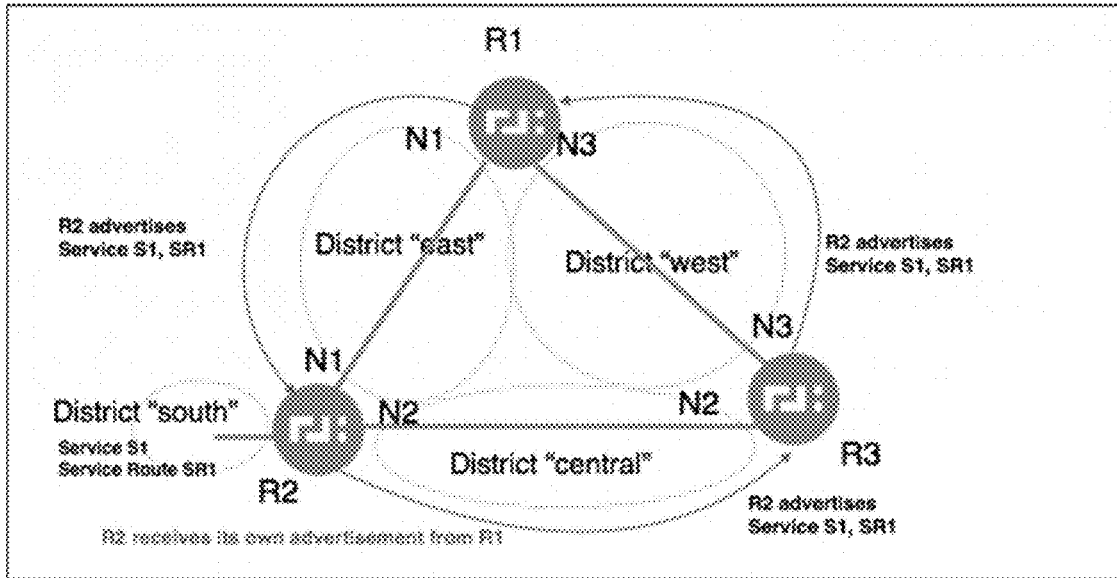 R1
N1
N3
R2 advertises
Service S1, SR1
District "east"
District "west"
R2 advertises
Service S1, SR1
N3
N1
District "south"
N2
N2
Service S1
Service Route SR1
District "central"
R3
R2
R2 advertises
Service S1, SR1
R2 receives its own advertisement from R1